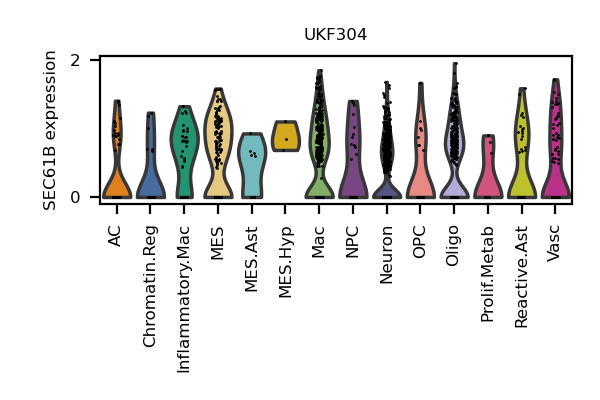 UKF304
SEC61B expression
2
0
AC
Chromatin.Reg
Inflammatory.Mac
MES
MES.Ast
MES.Hyp
Mac
NPC
Neuron
OPC
Oligo
Prolif.Metab
Reactive.Ast
Vasc